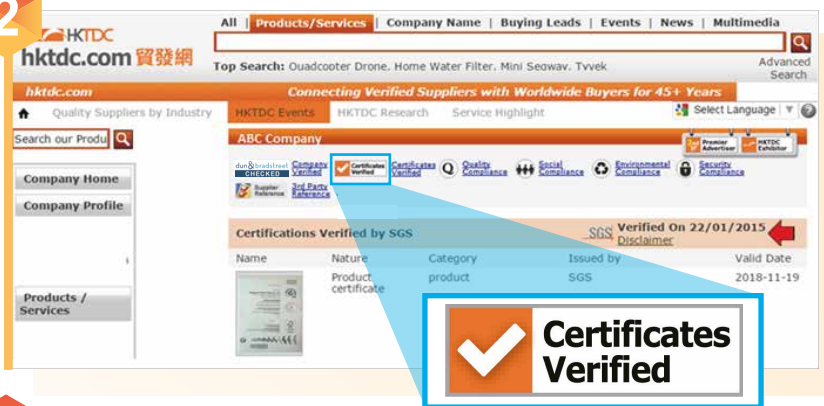 2
HKTDC
hktdc.com 貿發網
All | Products/Services | Company Name | Buying Leads | Events | News | Multimedia
Top Search: Quadcopter Drone, Home Water Filter, Mini Segway, Tyvek
Advanced Search
hktdc.com
Connecting Verified Suppliers with Worldwide Buyers for 45+ Years
Quality Suppliers by Industry HKTDC Events HKTDC Research Service Highlight Select Language
Search our Produ
ABC Company
Premier Advertiser
HKTDC Exhibitor
dun & bradstreet CHECKED
Company Verified
Certificates Verified
Certificates Verified
Q
Quality Compliance
Social Compliance
Environmental Compliance
Security Compliance
Supplier Reference
3rd Party Reference
Company Home
Company Profile
Products / Services
Certifications Verified by SGS
SGS
Verified On 22/01/2015
Disclaimer
Name Nature Category Issued by Valid Date
Product certificate
product
SGS
2018-11-19
Certificates
Verified